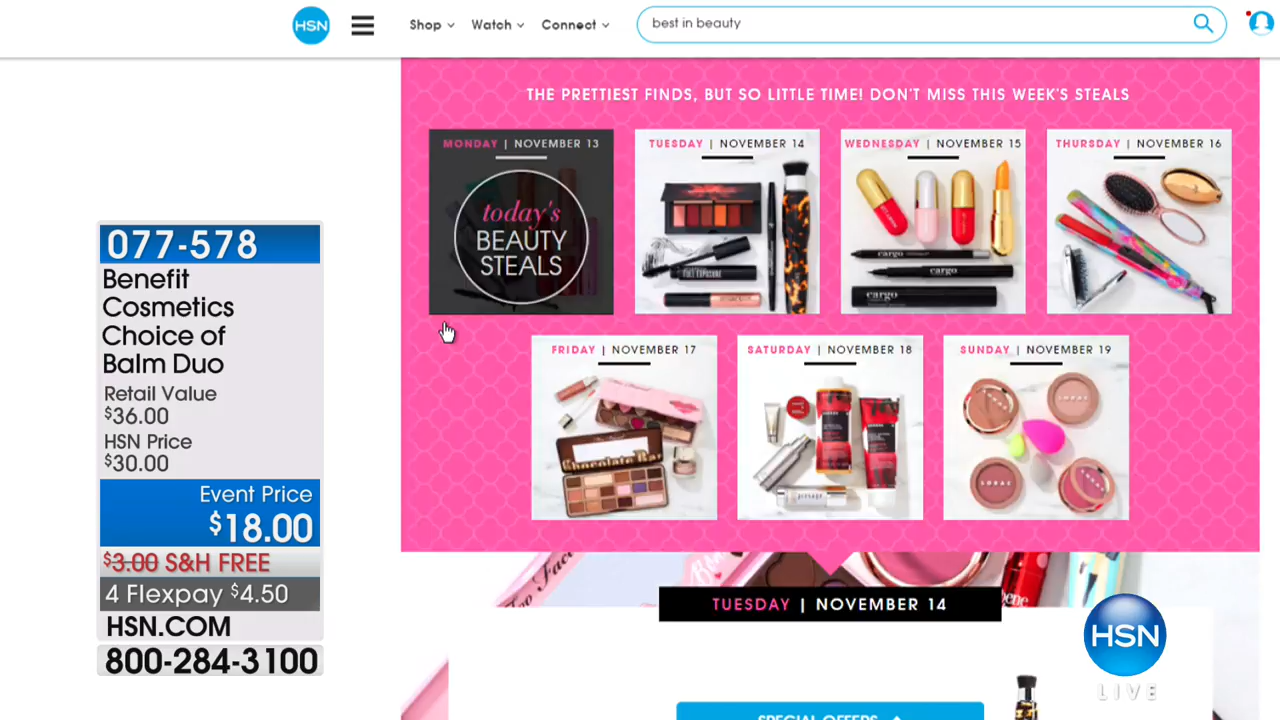 HSN
Shop
Watch
Connect
best in beauty
THE PRETTIEST FINDS, BUT SO LITTLE TIME! DON'T MISS THIS WEEK'S STEALS
MONDAY | NOVEMBER 13
today's
BEAUTY
STEALS
TUESDAY | NOVEMBER 14
FULL EXPOSURE
WEDNESDAY | NOVEMBER 15
cargo
cargo
cargo
THURSDAY | NOVEMBER 16
FRIDAY | NOVEMBER 17
Chocolate Bar
SATURDAY | NOVEMBER 18
SUNDAY | NOVEMBER 19
LORAC
TUESDAY | NOVEMBER 14
SPECIAL OFFERS
077-578
Benefit
Cosmetics
Choice of
Balm Duo
Retail Value
$36.00
HSN Price
$30.00
Event Price
$18.00
$3.00 S&H FREE
4 Flexpay $4.50
HSN.COM
800-284-3100
HSN
LIVE